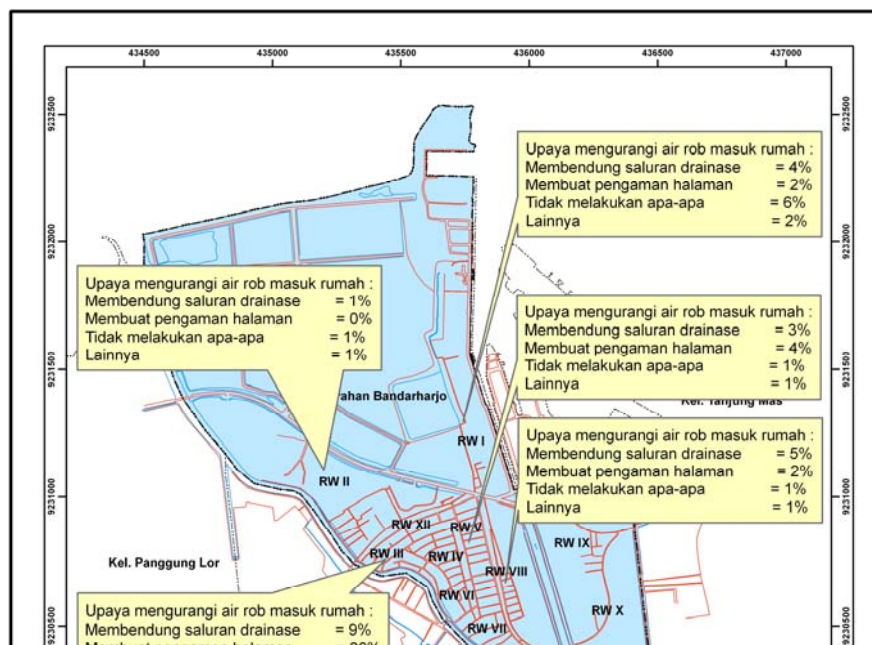 434500 435000 435500 436000 436500 437000
9232500
9232000
9231500
9231000
9230500
Upaya mengurangi air rob masuk rumah :
Membendung saluran drainase = 4%
Membuat pengaman halaman = 2%
Tidak melakukan apa-apa = 6%
Lainnya = 2%
Upaya mengurangi air rob masuk rumah :
Membendung saluran drainase = 1%
Membuat pengaman halaman = 0%
Tidak melakukan apa-apa = 1%
Lainnya = 1%
Upaya mengurangi air rob masuk rumah :
Membendung saluran drainase = 3%
Membuat pengaman halaman = 4%
Tidak melakukan apa-apa = 1%
Lainnya = 1%
ahan Bandarharjo
Kel. Tanjung Mas
RW I
Upaya mengurangi air rob masuk rumah :
Membendung saluran drainase = 5%
Membuat pengaman halaman = 2%
Tidak melakukan apa-apa = 1%
Lainnya = 1%
RW II
RW XII
RW V
RW IX
RW III
RW IV
Kel. Panggung Lor
RW VIII
RW VI
RW X
RW VII
Upaya mengurangi air rob masuk rumah :
Membendung saluran drainase = 9%
Membuat pengaman halaman
9232500
9232000
9231500
9231000
9230500